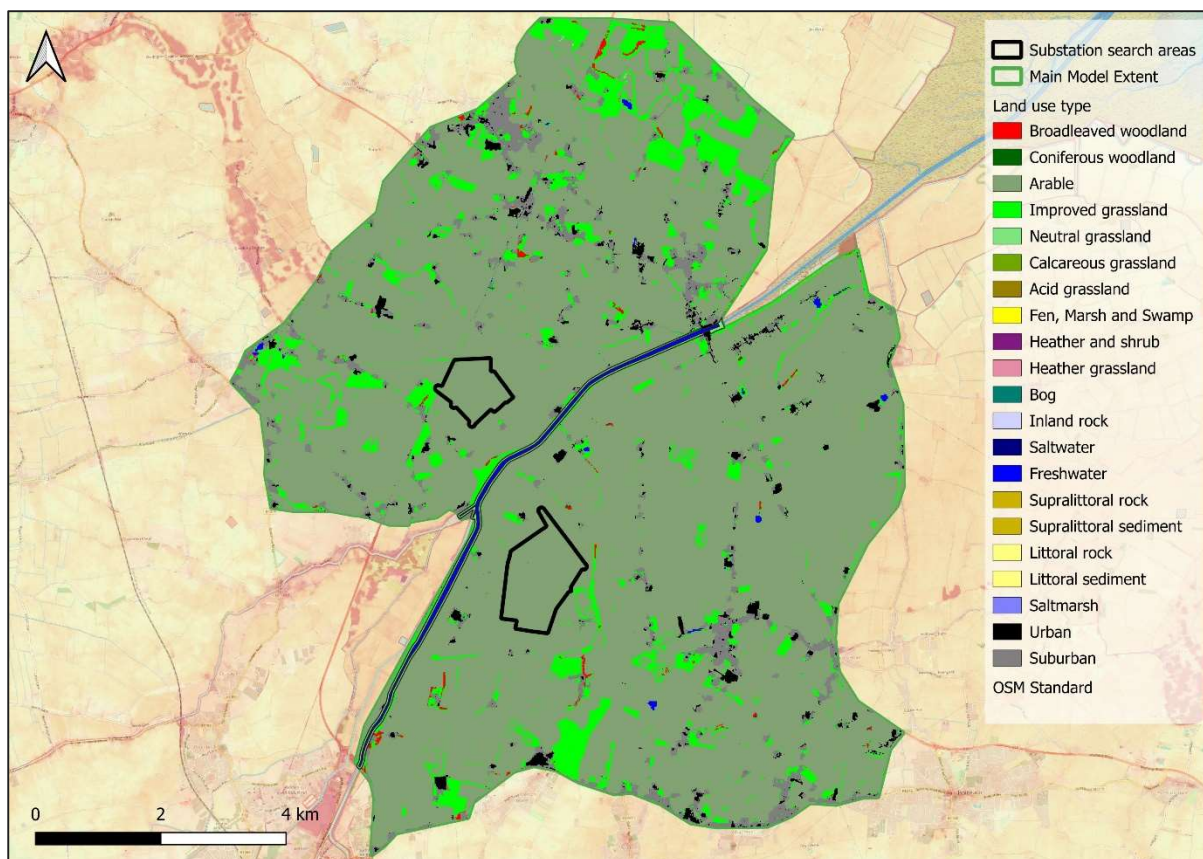 Substation search areas
Main Model Extent
Land use type
Broadleaved woodland
Coniferous woodland
Arable
Improved grassland
Neutral grassland
Calcareous grassland
Acid grassland
Fen, Marsh and Swamp
Heather and shrub
Heather grassland
Bog
Inland rock
Saltwater
Freshwater
Supralittoral rock
Supralittoral sediment
Littoral rock
Littoral sediment
Saltmarsh
Urban
Suburban
OSM Standard
0 2 4 km